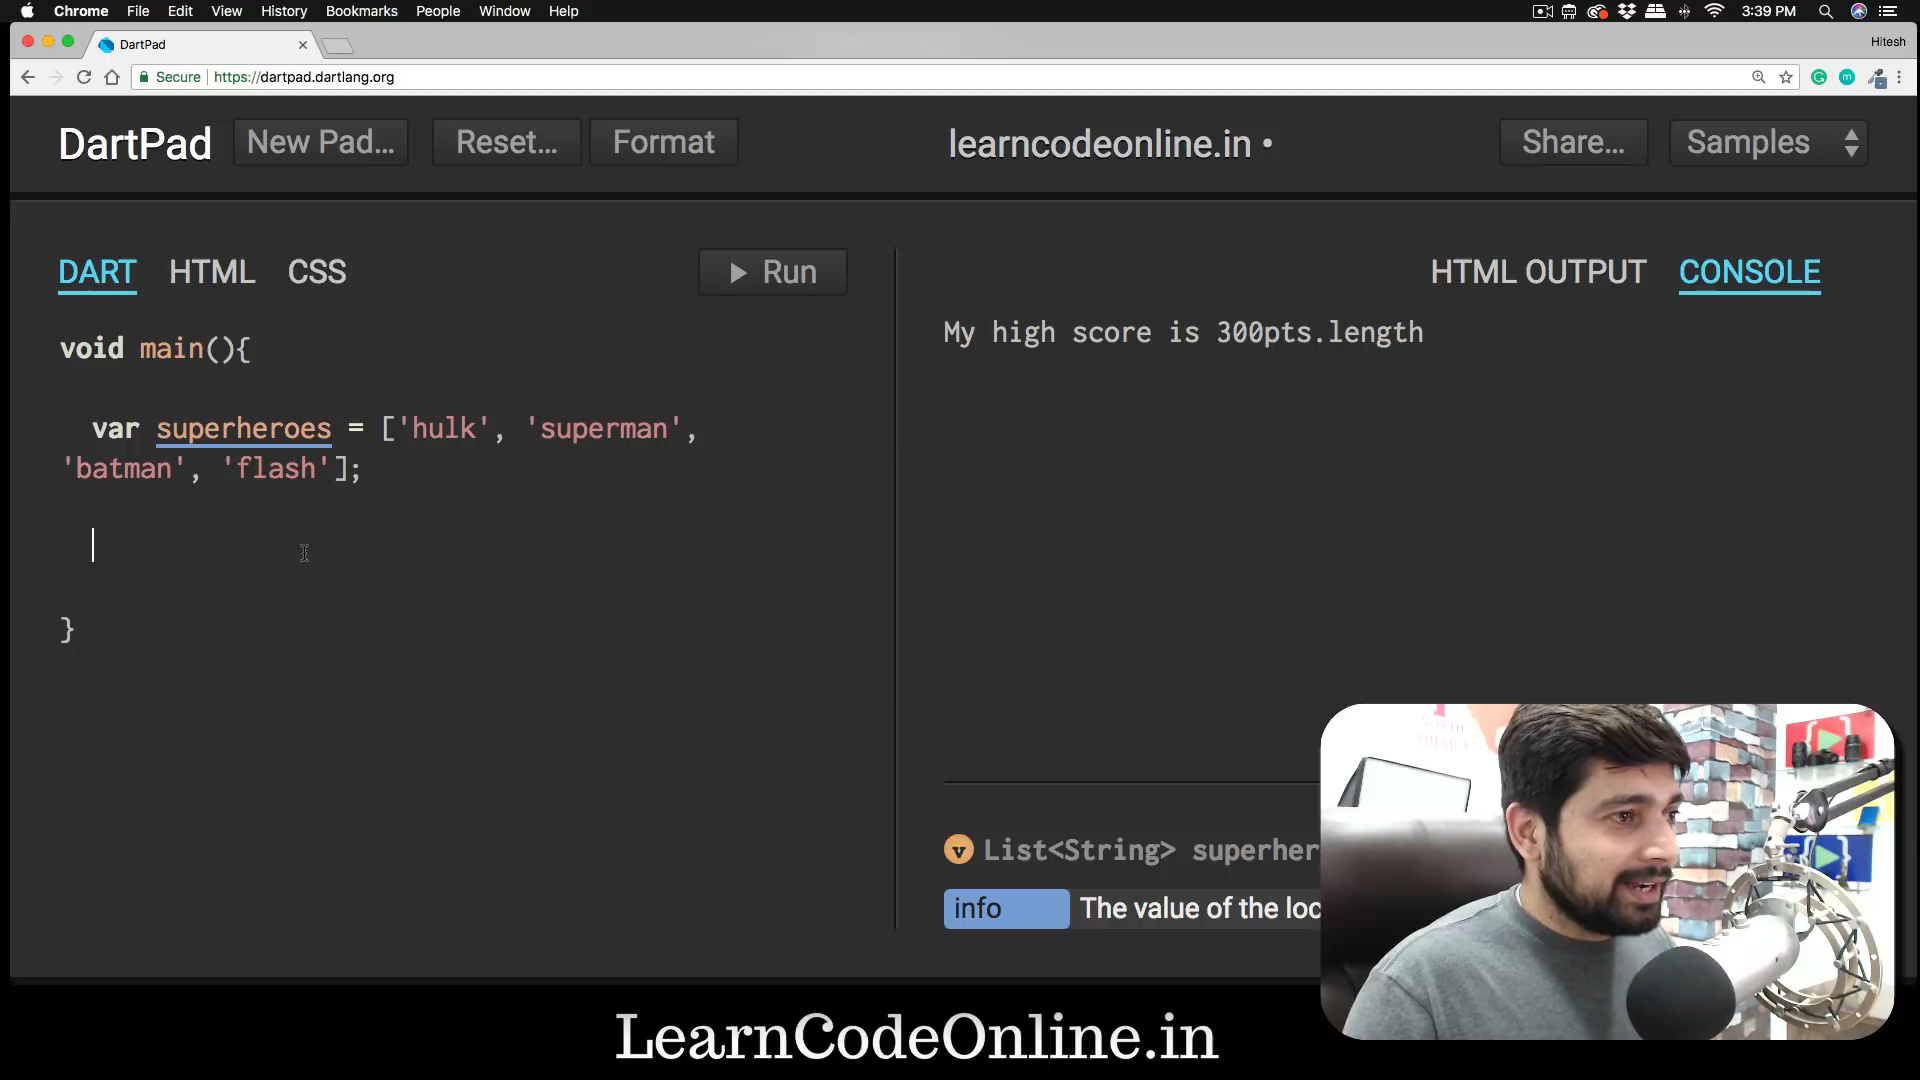 Chrome File Edit View History Bookmarks People Window Help 3:39 PM
DartPad Hitesh
Secure https://dartpad.dartlang.org
DartPad New Pad... Reset... Format learncodeonline.in • Share... Samples
DART HTML CSS Run HTML OUTPUT CONSOLE
void main(){
var superheroes = ['hulk', 'superman',
'batman', 'flash'];
}
My high score is 300pts.length
List<String> superher
info The value of the loc
NORTH
AMERICA
LearnCodeOnline.in